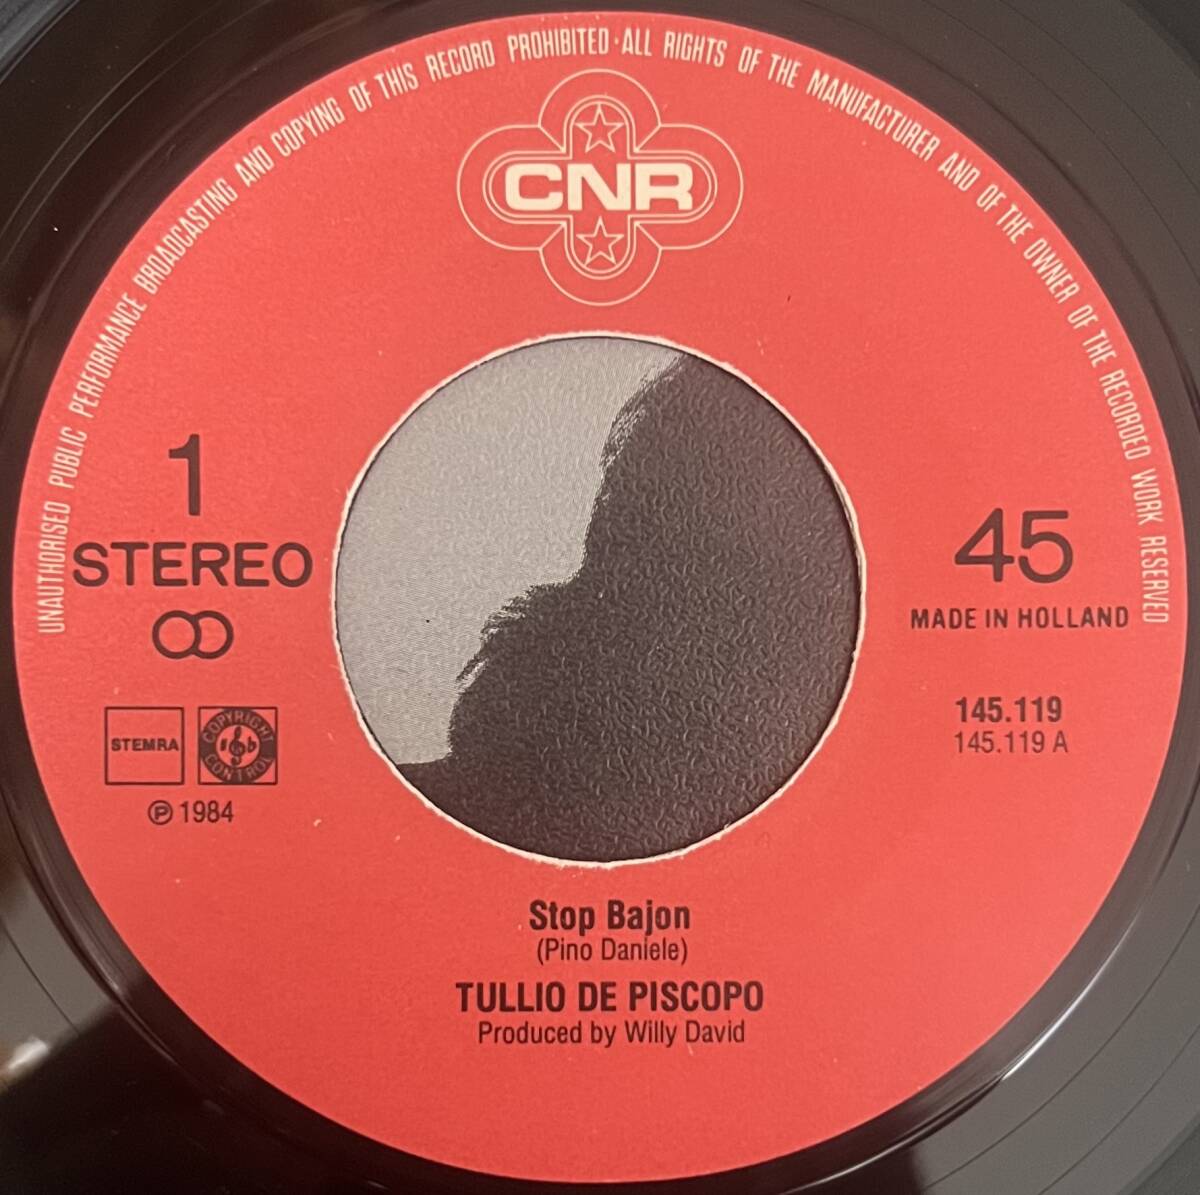 UNAUTHORISED PUBLIC PERFORMANCE BROADCASTING AND COPYING OF THIS RECORD PROHIBITED·ALL RIGHTS OF THE MANUFACTURER AND OF THE OWNER OF THE RECORDED WORK RESERVED
CNR
1
STEREO
45
MADE IN HOLLAND
STEMRA
COPYRIGHT
CONTROL
℗ 1984
145.119
145.119 A
Stop Bajon
(Pino Daniele)
TULLIO DE PISCOPO
Produced by Willy David